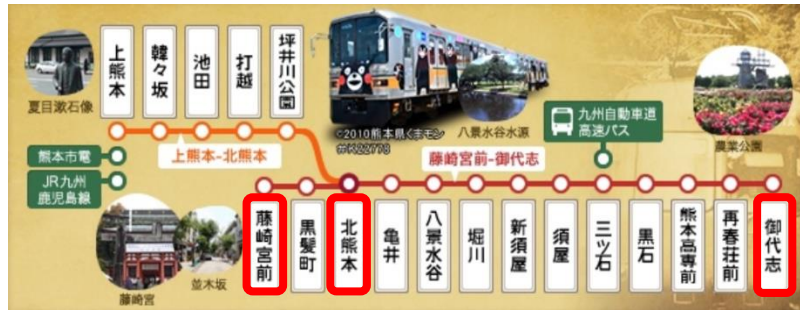 上熊本
韓々坂
池田
打越
坪井川公園
夏目漱石像
©2010熊本県くまモン
#K22773
八景水谷水源
九州自動車道
高速バス
農業公園
熊本市電
上熊本-北熊本
藤崎宮前-御代志
JR九州
鹿児島線
藤崎宮前
黒髪町
北熊本
亀井
八景水谷
堀川
新須屋
須屋
三ツ石
黒石
熊本高専前
再春荘前
御代志
藤崎宮
並木坂